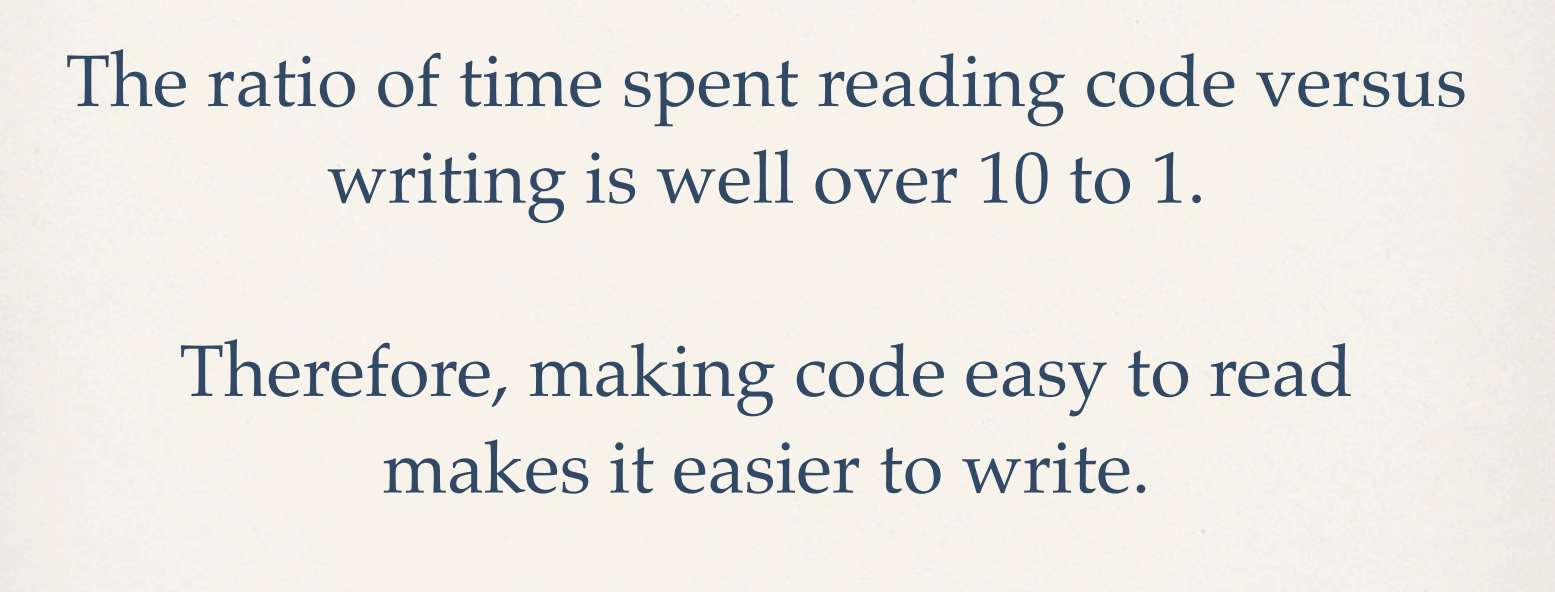 The ratio of time spent reading code versus
writing is well over 10 to 1.
Therefore, making code easy to read
makes it easier to write.